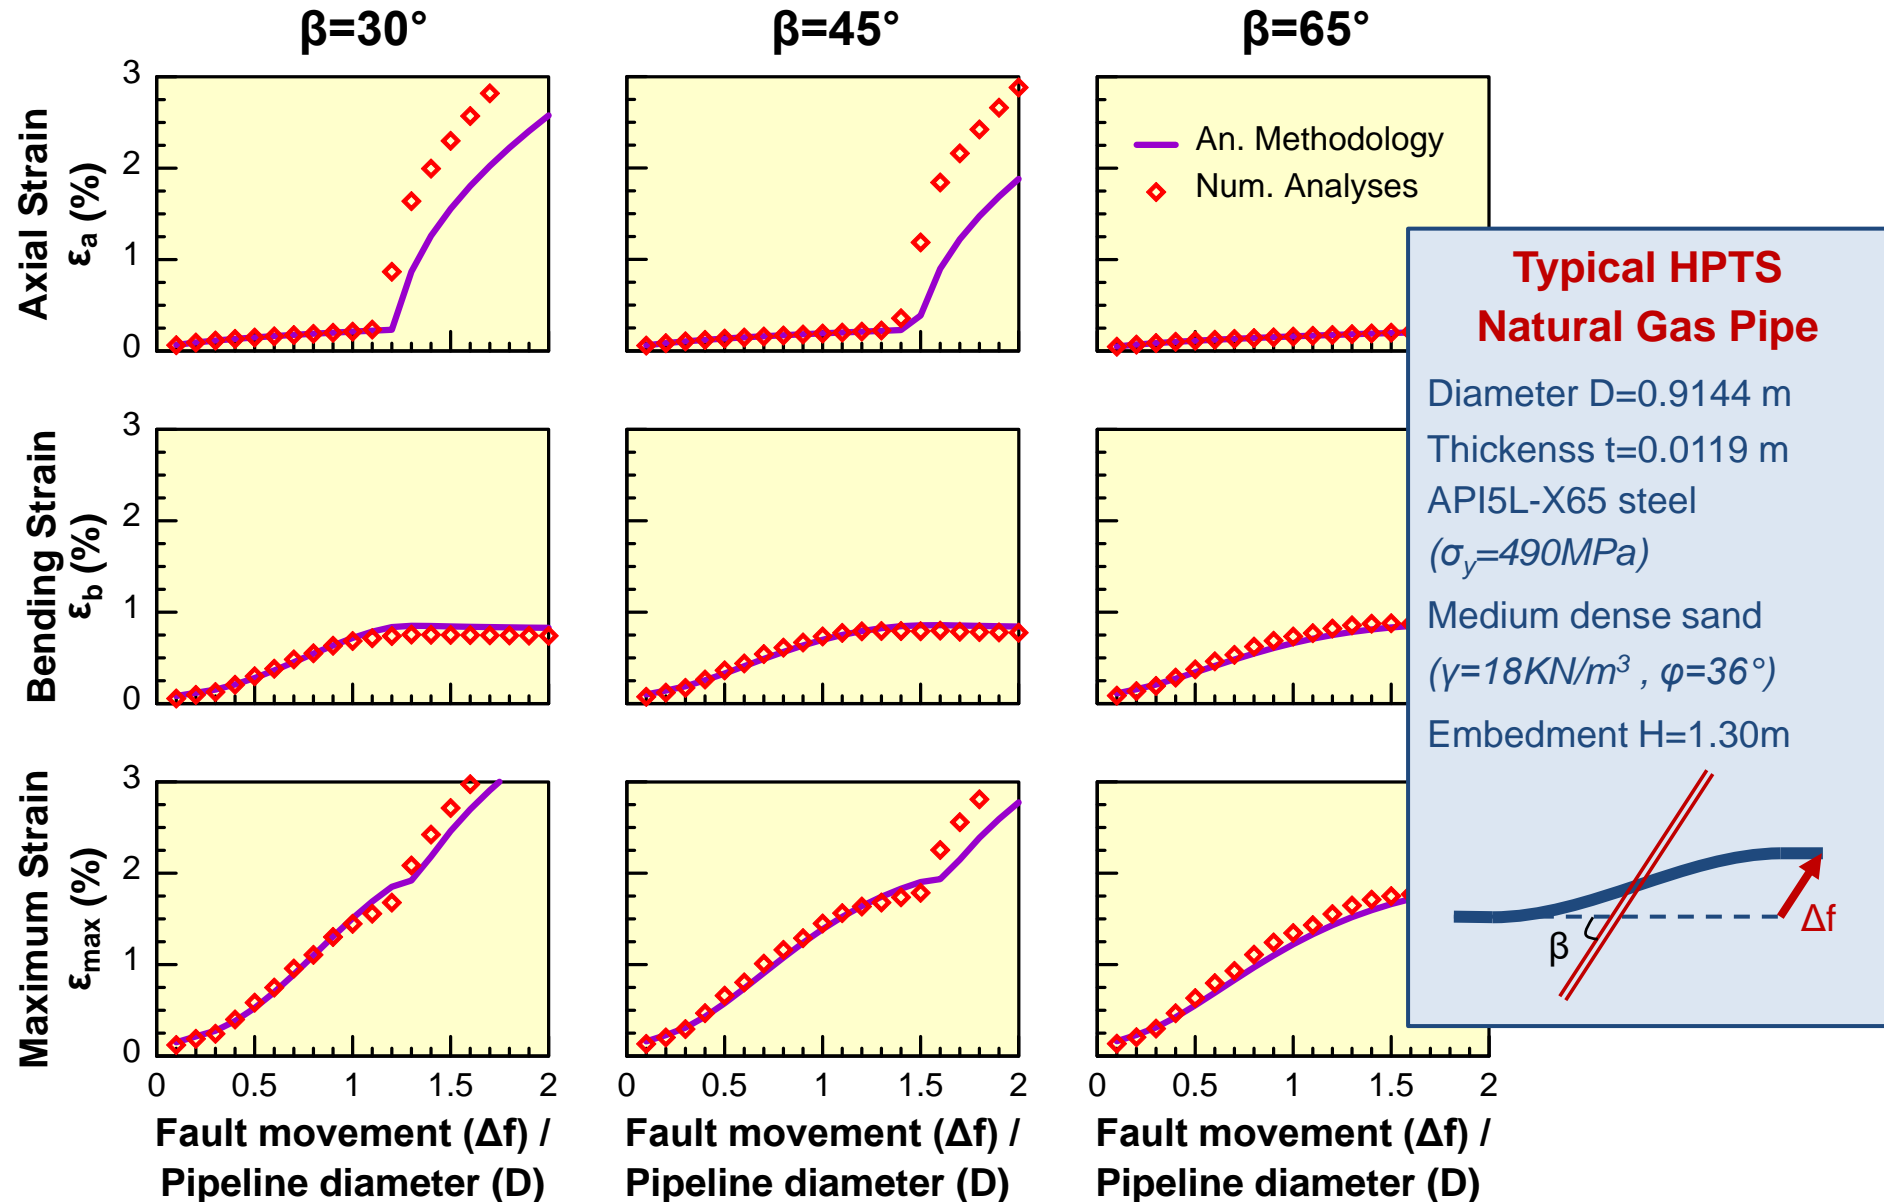 β=30°
β=45°
β=65°
Axial Strain
εa (%)
3
2
1
0
An. Methodology
Num. Analyses
Bending Strain
εb (%)
3
2
1
0
Maximum Strain
εmax (%)
3
2
1
0
0 0.5 1 1.5 2
0 0.5 1 1.5 2
0 0.5 1 1.5 2
Fault movement (Δf) /
Pipeline diameter (D)
Fault movement (Δf) /
Pipeline diameter (D)
Fault movement (Δf) /
Pipeline diameter (D)
Typical HPTS
Natural Gas Pipe
Diameter D=0.9144 m
Thickenss t=0.0119 m
API5L-X65 steel
(σy=490MPa)
Medium dense sand
(γ=18KN/m³ , φ=36°)
Embedment H=1.30m
β
Δf